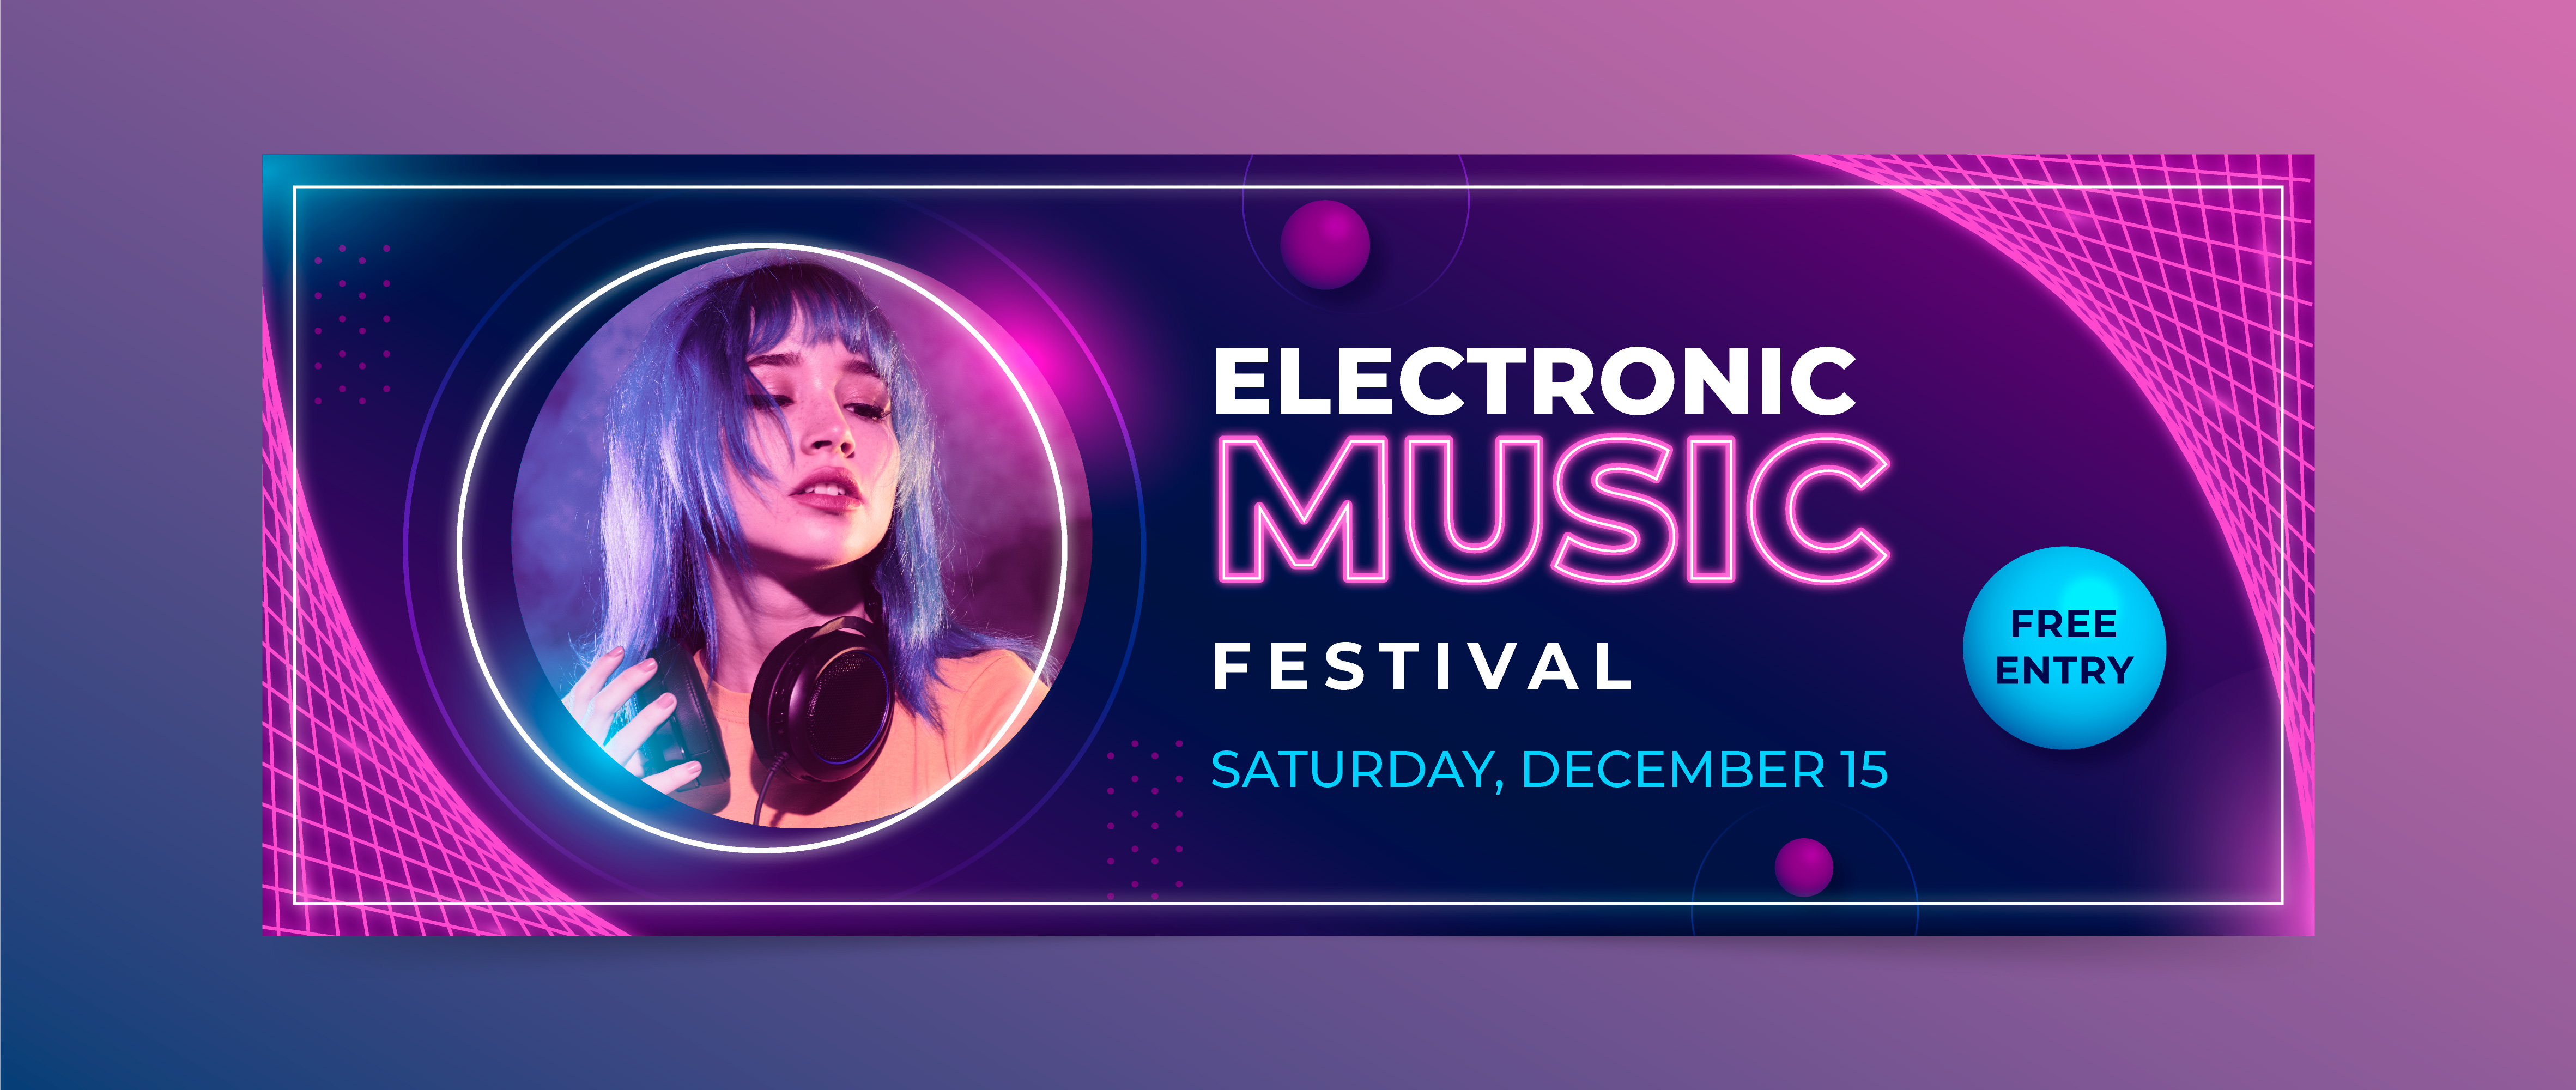 ELECTRONIC
MUSIC
FESTIVAL
SATURDAY, DECEMBER 15
FREE
ENTRY